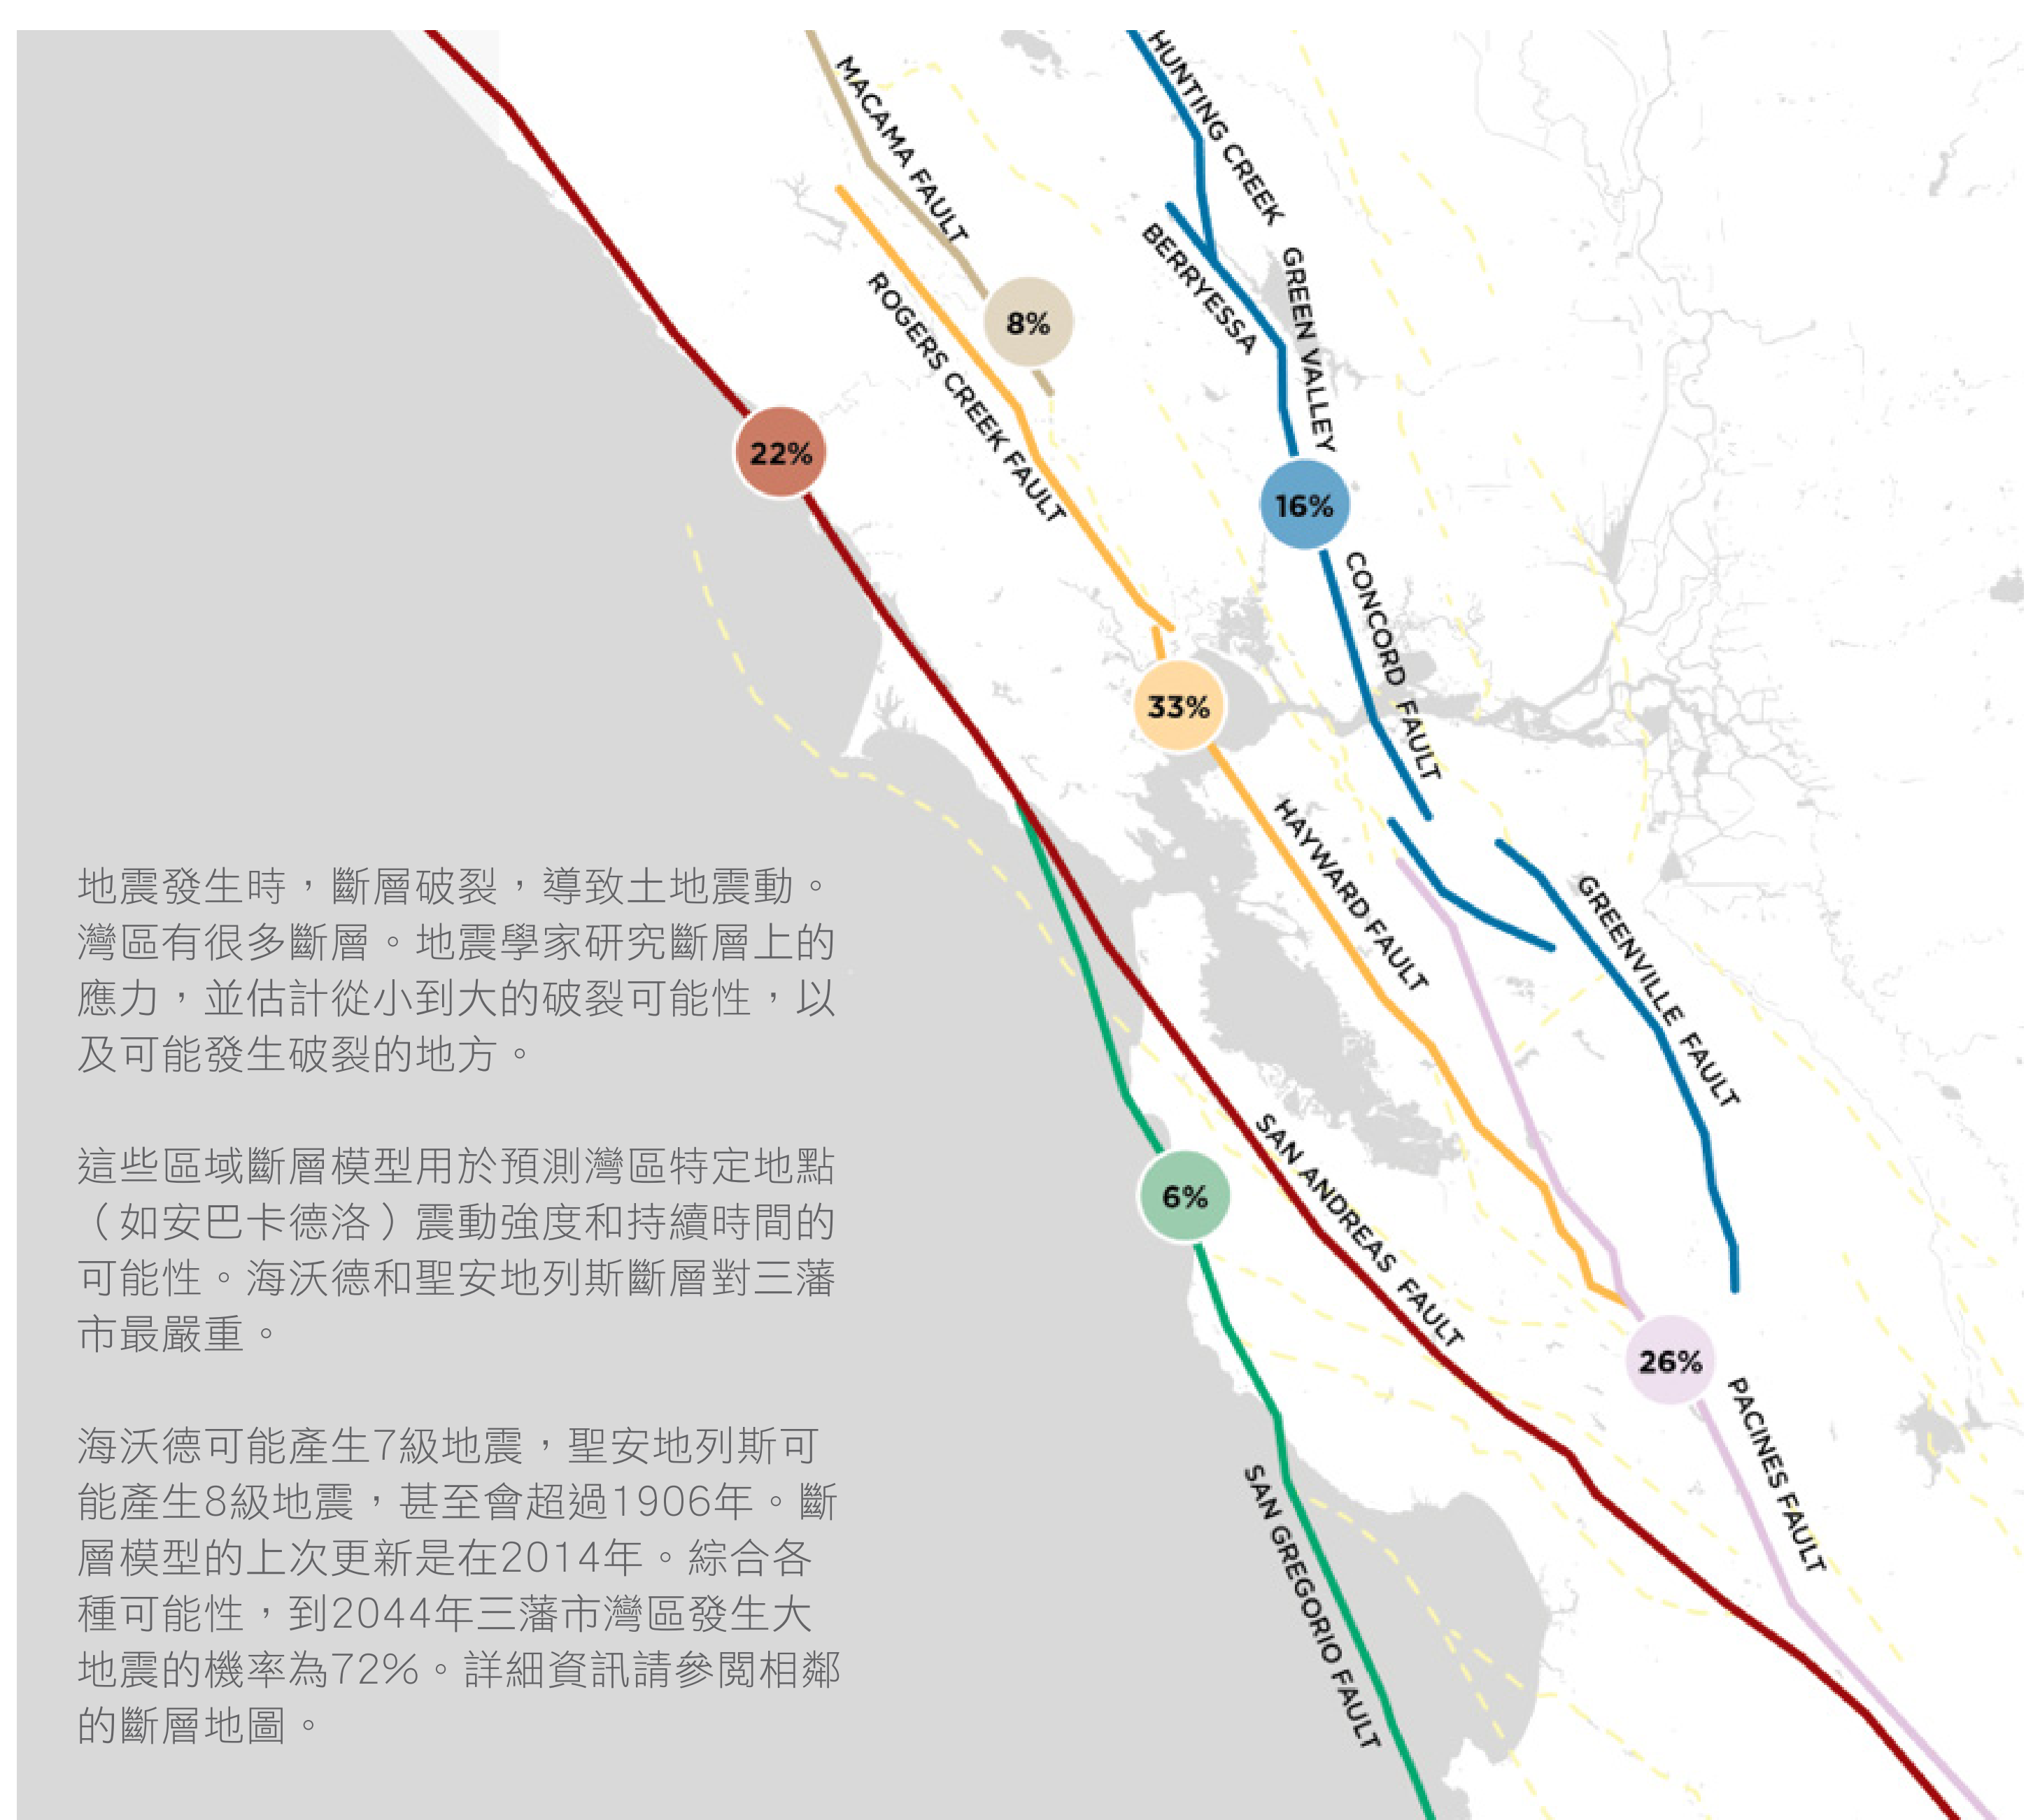 MACAMA FAULT
HUNTING CREEK
BERRYESSA
GREEN VALLEY
ROGERS CREEK FAULT
8%
22%
16%
CONCORD FAULT
33%
HAYWARD FAULT
GREENVILLE FAULT
地震發生時，斷層破裂，導致土地震動。
灣區有很多斷層。地震學家研究斷層上的
應力，並估計從小到大的破裂可能性，以
及可能發生破裂的地方。
這些區域斷層模型用於預測灣區特定地點
（如安巴卡德洛）震動強度和持續時間的
可能性。海沃德和聖安地列斯斷層對三藩
市最嚴重。
海沃德可能產生7級地震，聖安地列斯可
能產生8級地震，甚至會超過1906年。斷
層模型的上次更新是在2014年。綜合各
種可能性，到2044年三藩市灣區發生大
地震的機率為72%。詳細資訊請參閱相鄰
的斷層地圖。
SAN ANDREAS FAULT
6%
26%
PACINES FAULT
SAN GREGORIO FAULT